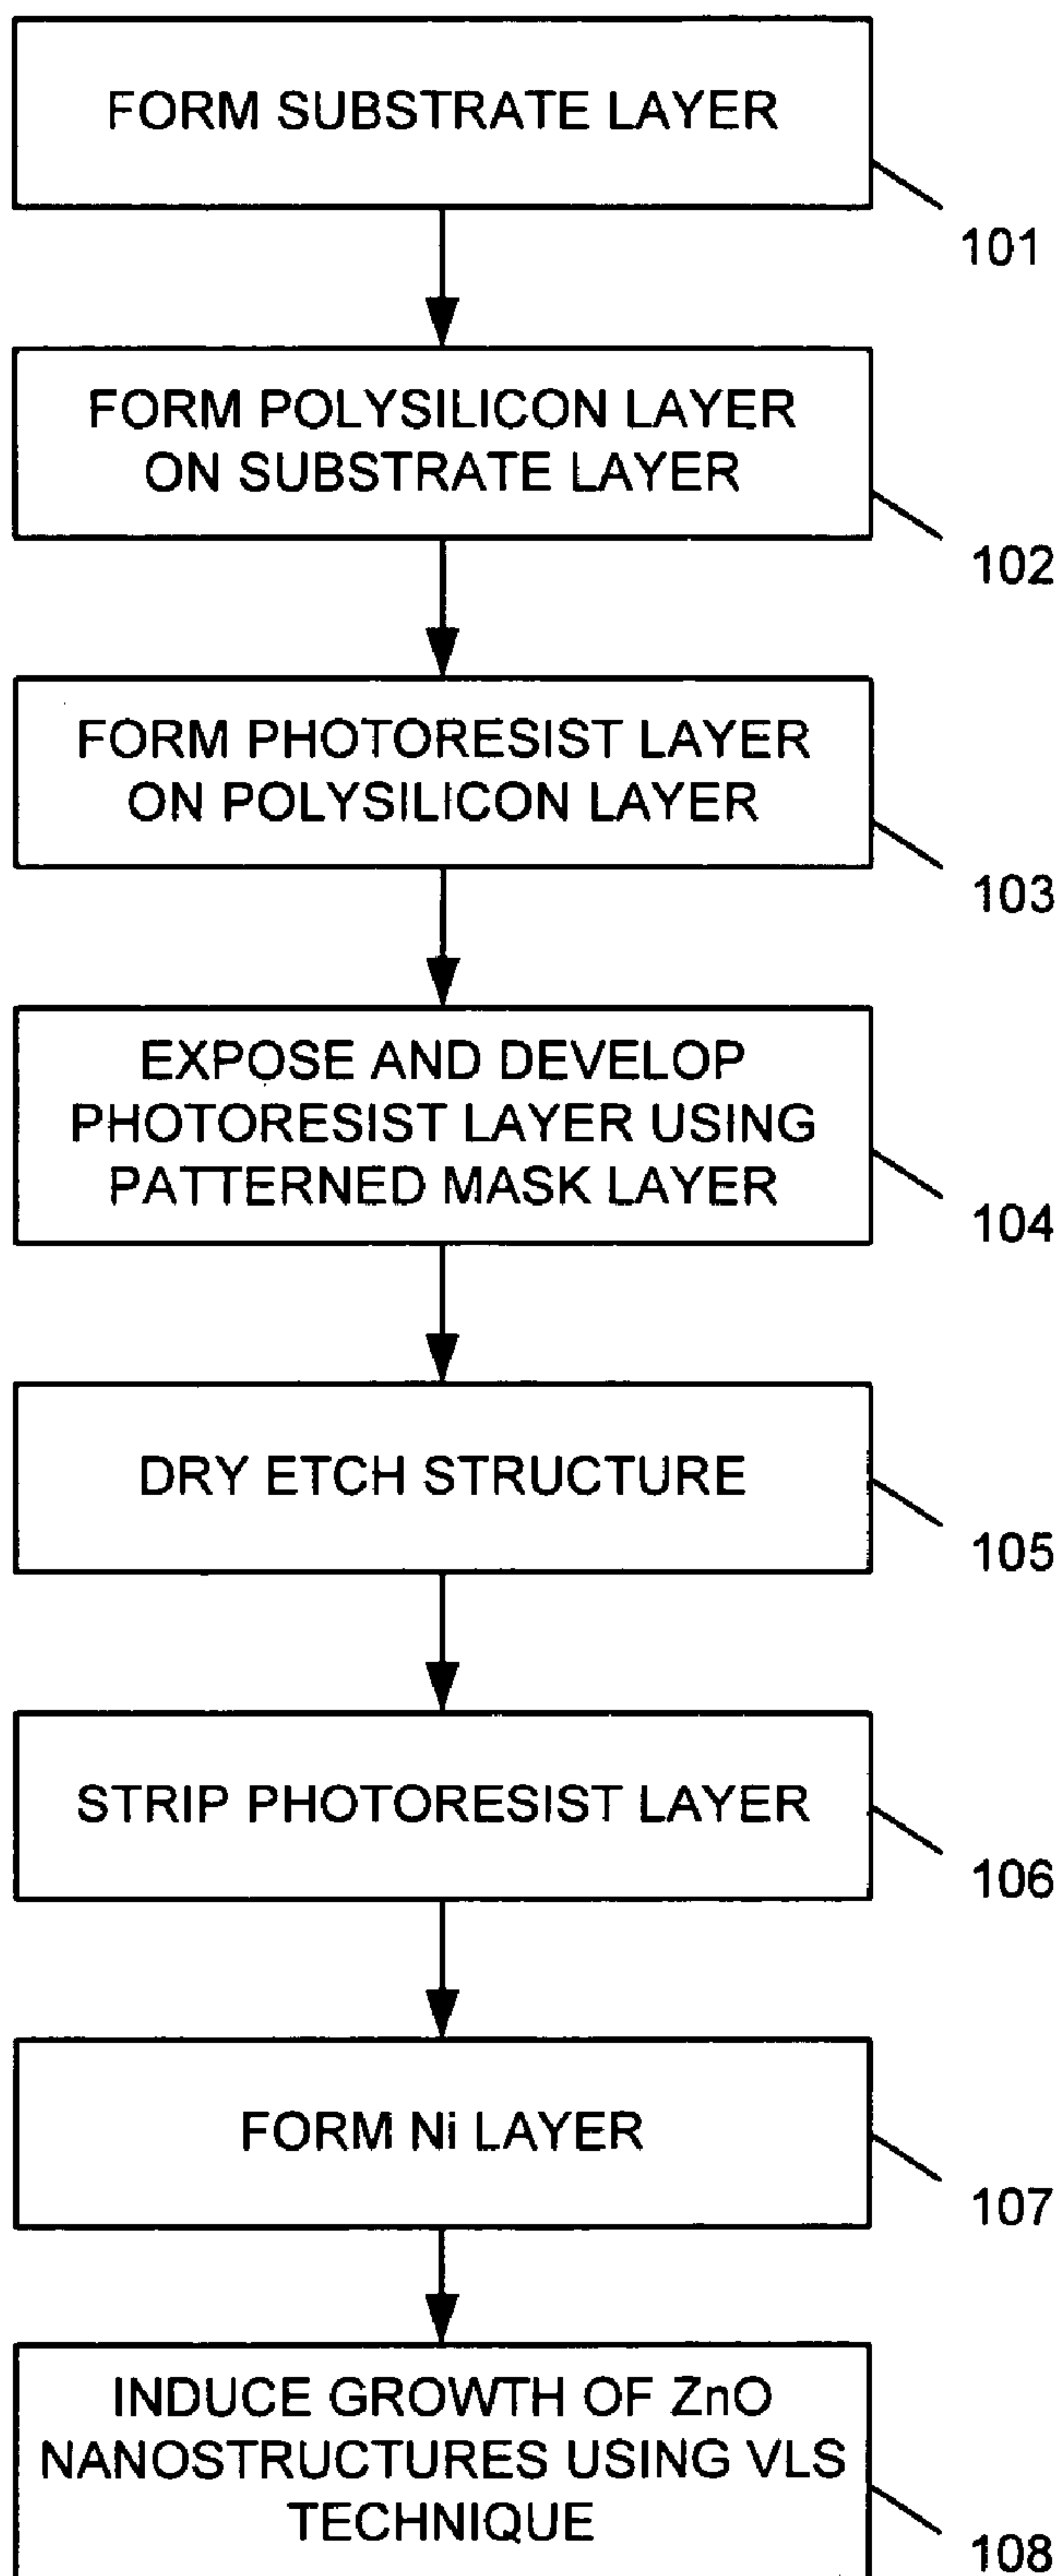 FORM SUBSTRATE LAYER
101
FORM POLYSILICON LAYER
ON SUBSTRATE LAYER
102
FORM PHOTORESIST LAYER
ON POLYSILICON LAYER
103
EXPOSE AND DEVELOP
PHOTORESIST LAYER USING
PATTERNED MASK LAYER
104
DRY ETCH STRUCTURE
105
STRIP PHOTORESIST LAYER
106
FORM Ni LAYER
107
INDUCE GROWTH OF ZnO
NANOSTRUCTURES USING VLS
TECHNIQUE
108